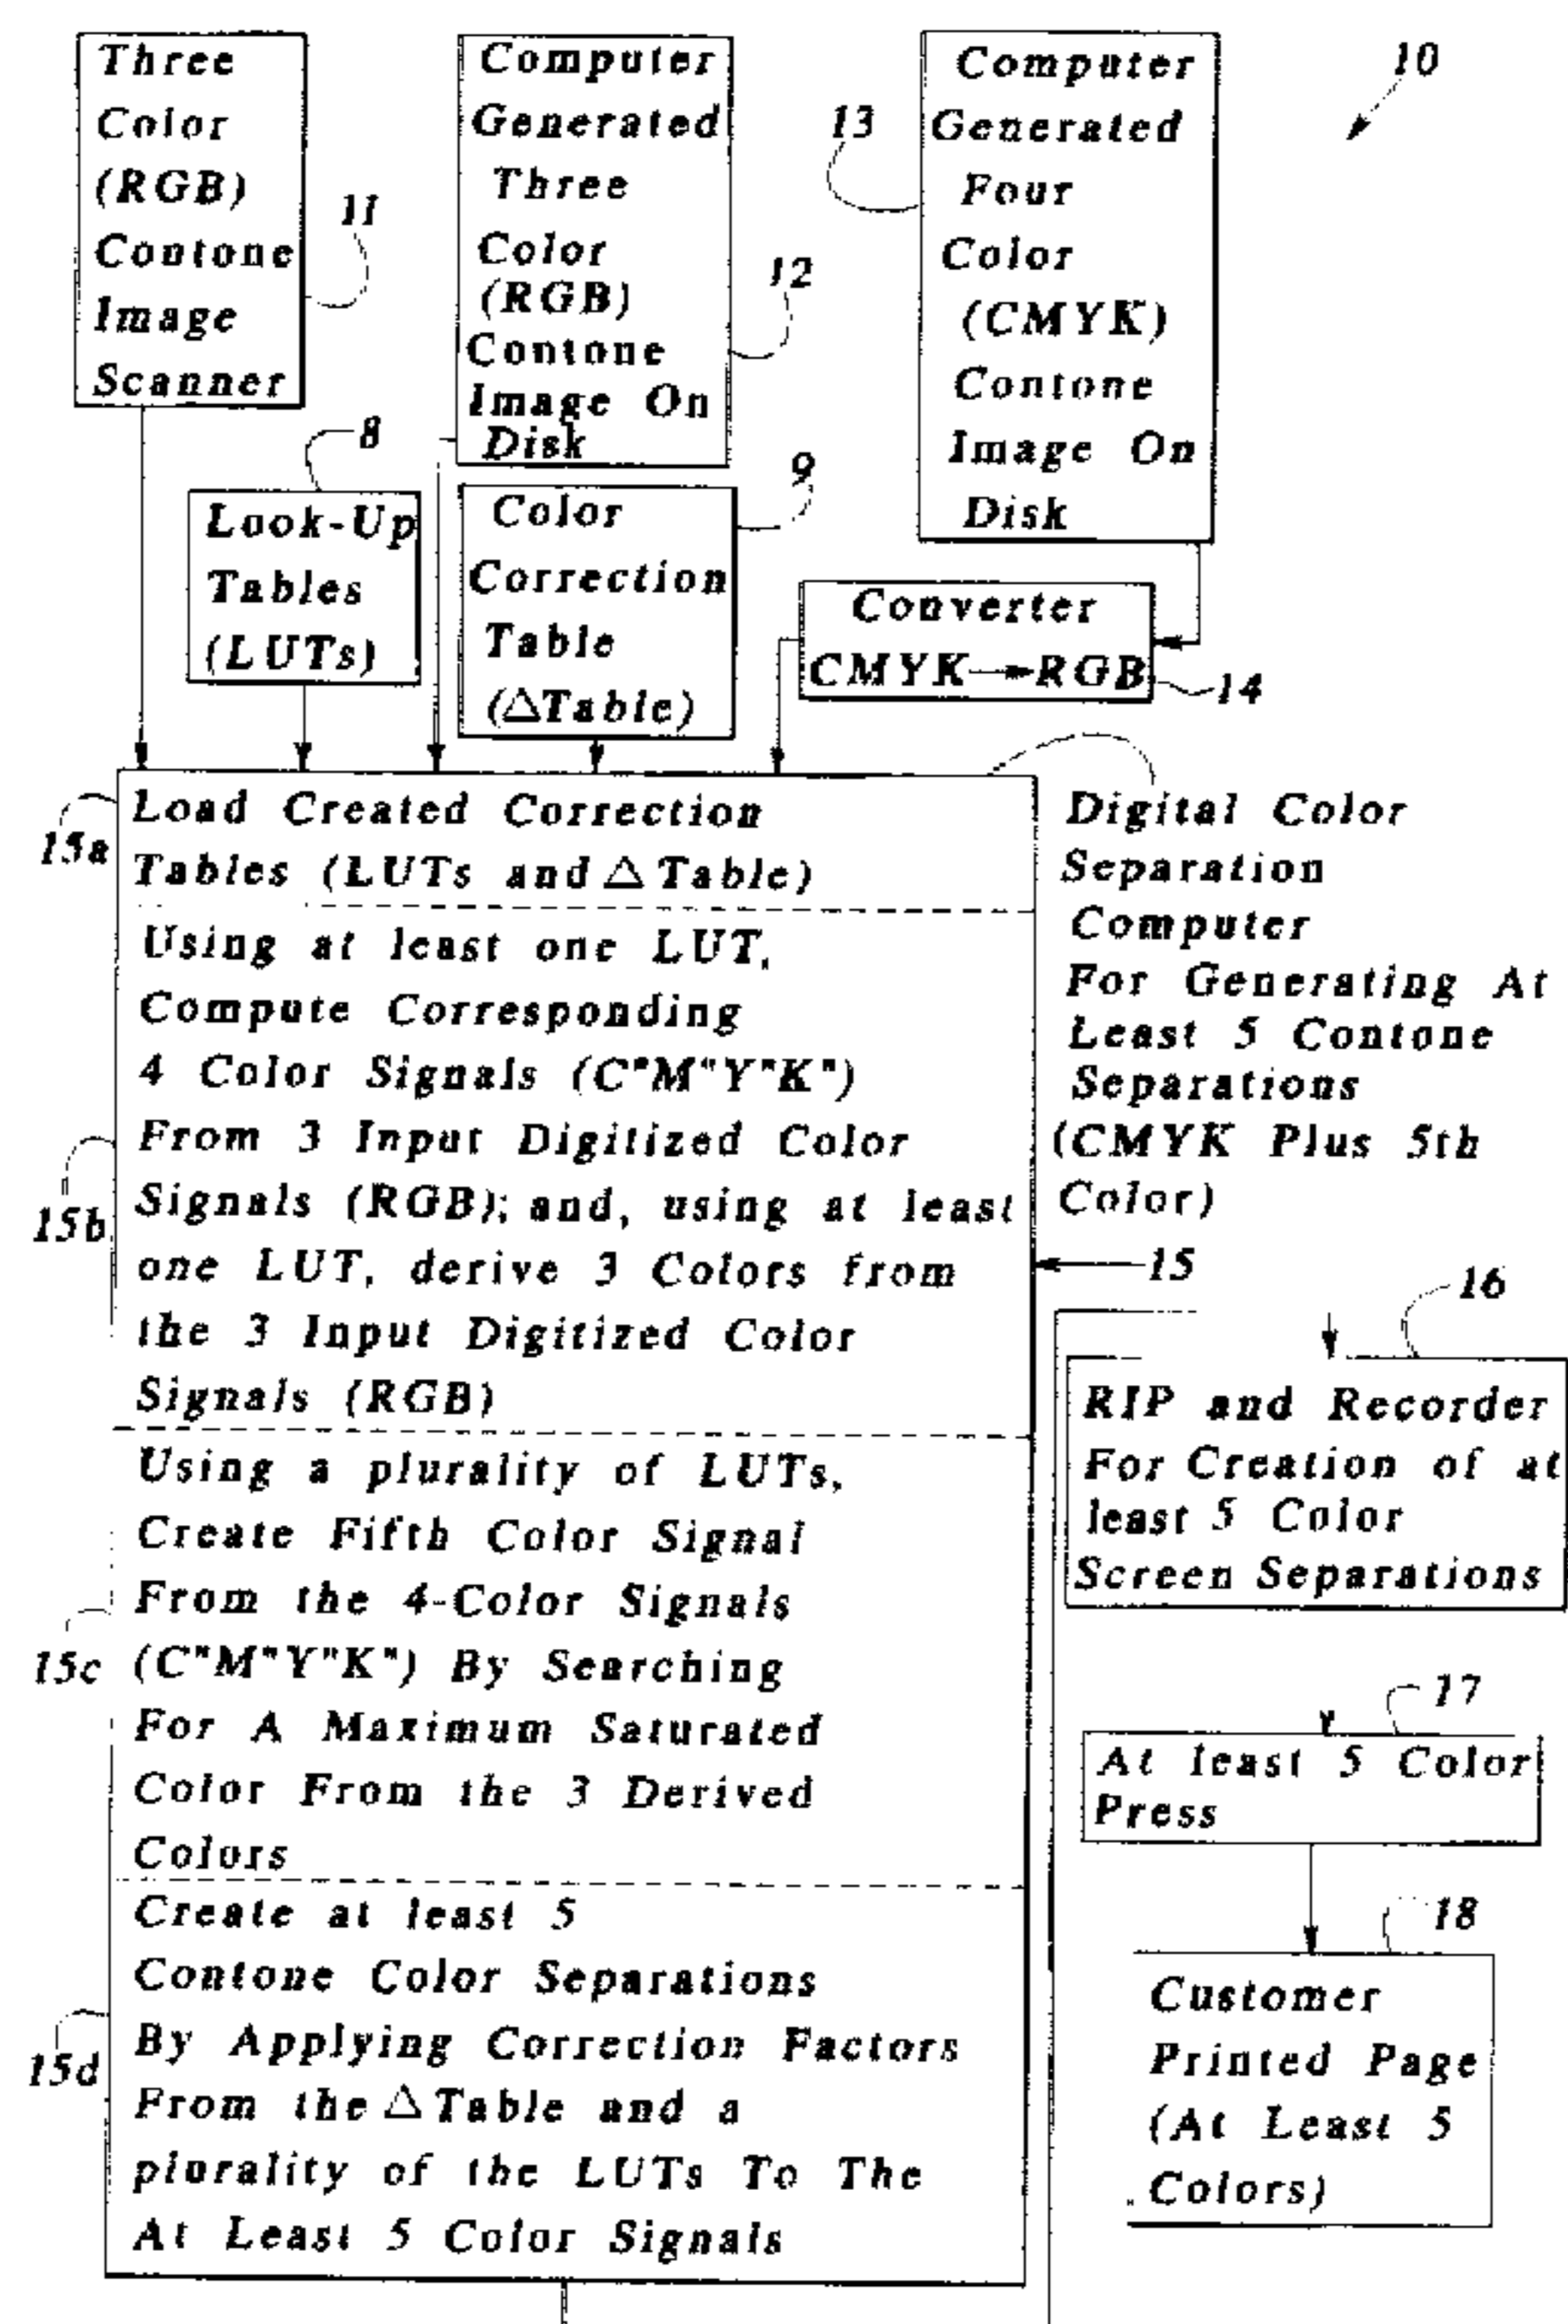 Three
Color
(RGB)
Contone
Image
Scanner
11
Computer
Generated
Three
Color
(RGB)
Contone
Image On
Disk
12
Computer
Generated
Four
Color
(CMYK)
Contone
Image On
Disk
13
10
8
Look-Up
Tables
(LUTs)
9
Color
Correction
Table
(△Table)
Converter
CMYK→RGB
14
15a
Load Created Correction
Tables (LUTs and △ Table)
15b
Using at least one LUT,
Compute Corresponding
4 Color Signals (C"M"Y"K")
From 3 Input Digitized Color
Signals (RGB); and, using at least
one LUT, derive 3 Colors from
the 3 Input Digitized Color
Signals (RGB)
15c
Using a plurality of LUTs,
Create Fifth Color Signal
From the 4-Color Signals
(C"M"Y"K") By Searching
For A Maximum Saturated
Color From the 3 Derived
Colors
15d
Create at least 5
Contone Color Separations
By Applying Correction Factors
From the △ Table and a
plurality of the LUTs To The
At Least 5 Color Signals
Digital Color
Separation
Computer
For Generating At
Least 5 Contone
Separations
(CMYK Plus 5th
Color)
15
16
RIP and Recorder
For Creation of at
least 5 Color
Screen Separations
17
At least 5 Color
Press
18
Customer
Printed Page
(At Least 5
Colors)